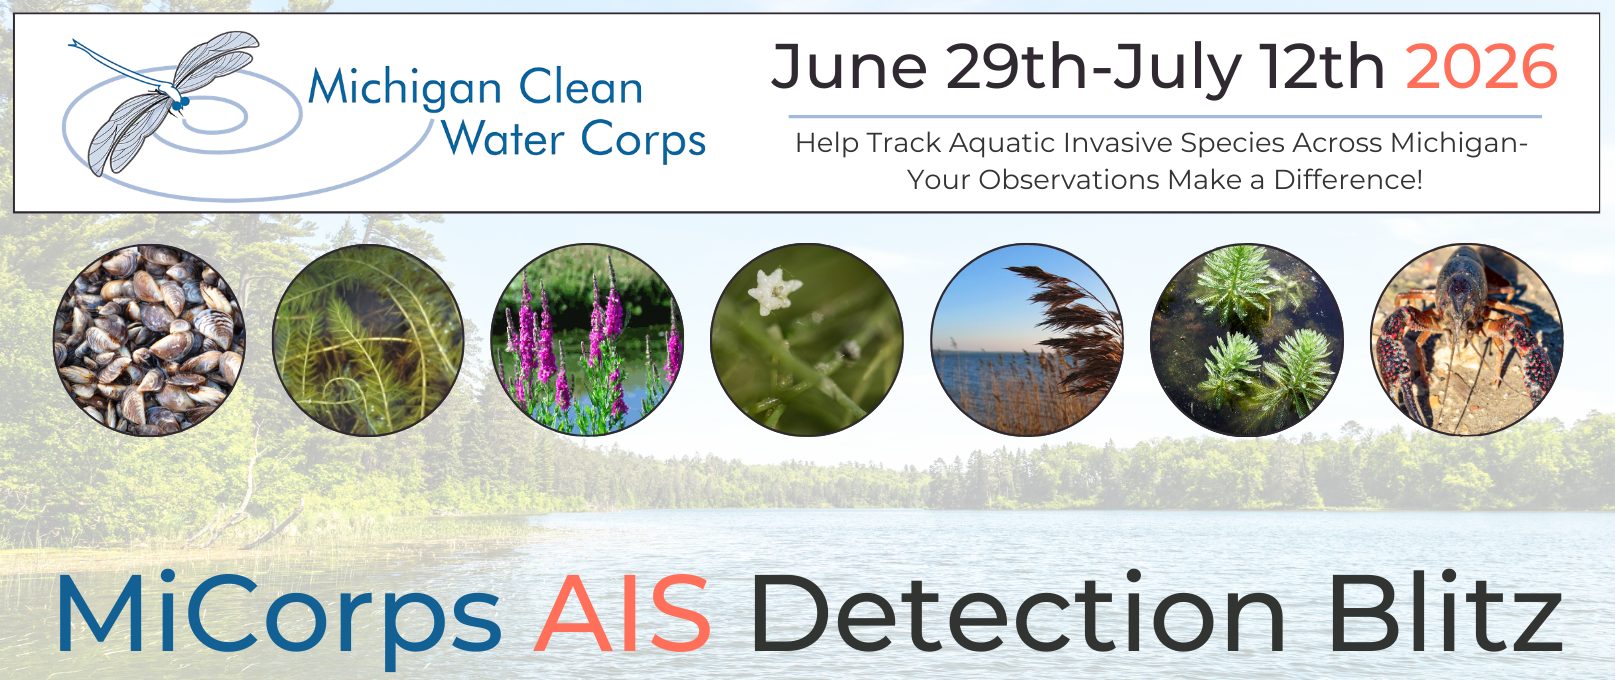 Michigan Clean
Water Corps
June 29th-July 12th 2026
Help Track Aquatic Invasive Species Across Michigan-
Your Observations Make a Difference!
MiCorps AIS Detection Blitz